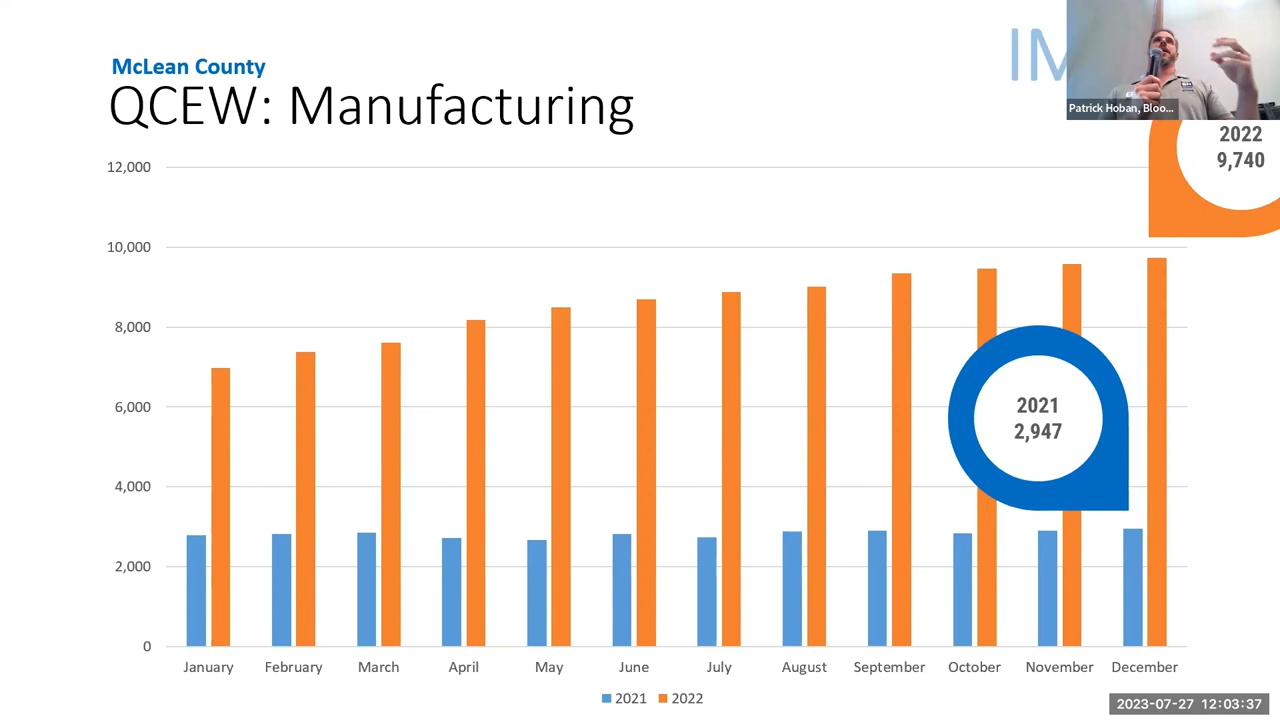 McLean County
QCEW: Manufacturing
IM
Patrick Hoban, Bloo...
2022
9,740
12,000
10,000
8,000
6,000
4,000
2,000
0
2021
2,947
January February March April May June July August September October November December
2021 2022
2023-07-27 12:03:37